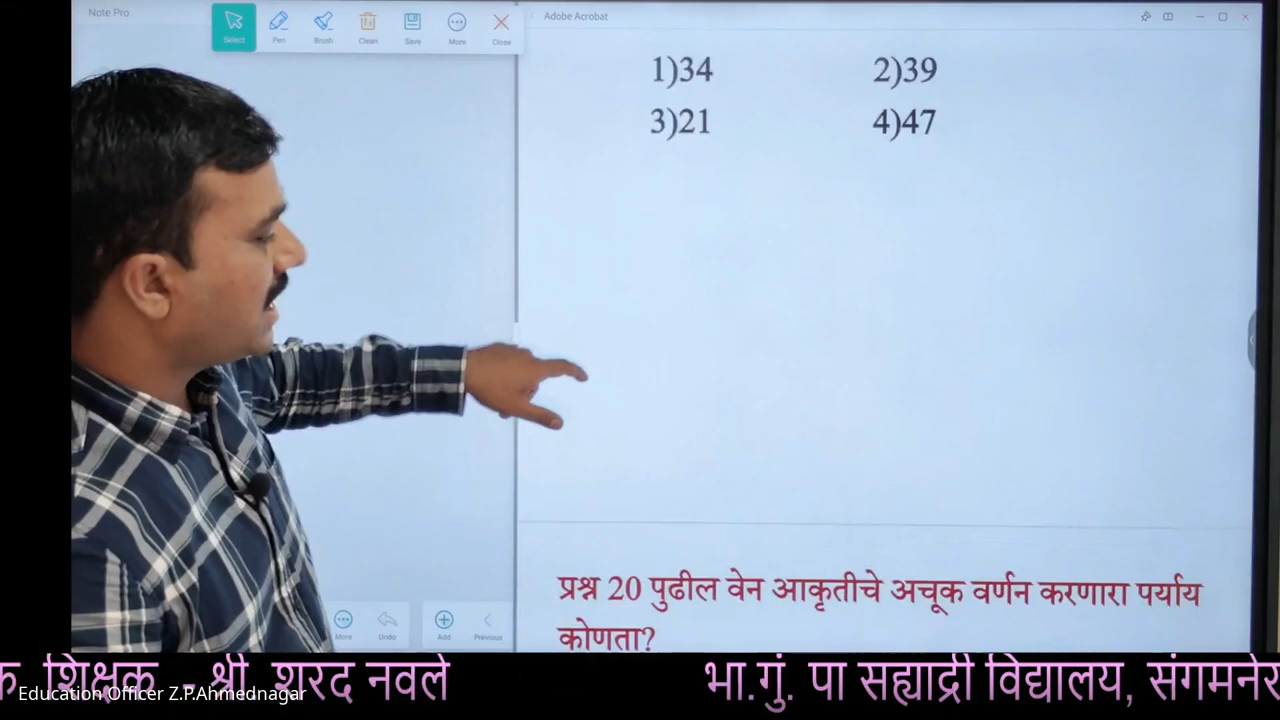 Note Pro
Select
Pen
Brush
Clean
Save
More
Close
Adobe Acrobat
1)34 2)39
3)21 4)47
More
Undo
Add
Previous
प्रश्न 20 पुढील वेन आकृतीचे अचूक वर्णन करणारा पर्याय
कोणता?
शिक्षक - श्री. शरद नवले भा.गुं. पा सह्याद्री विद्यालय, संगमनेर
Education Officer Z.P.Ahmednagar